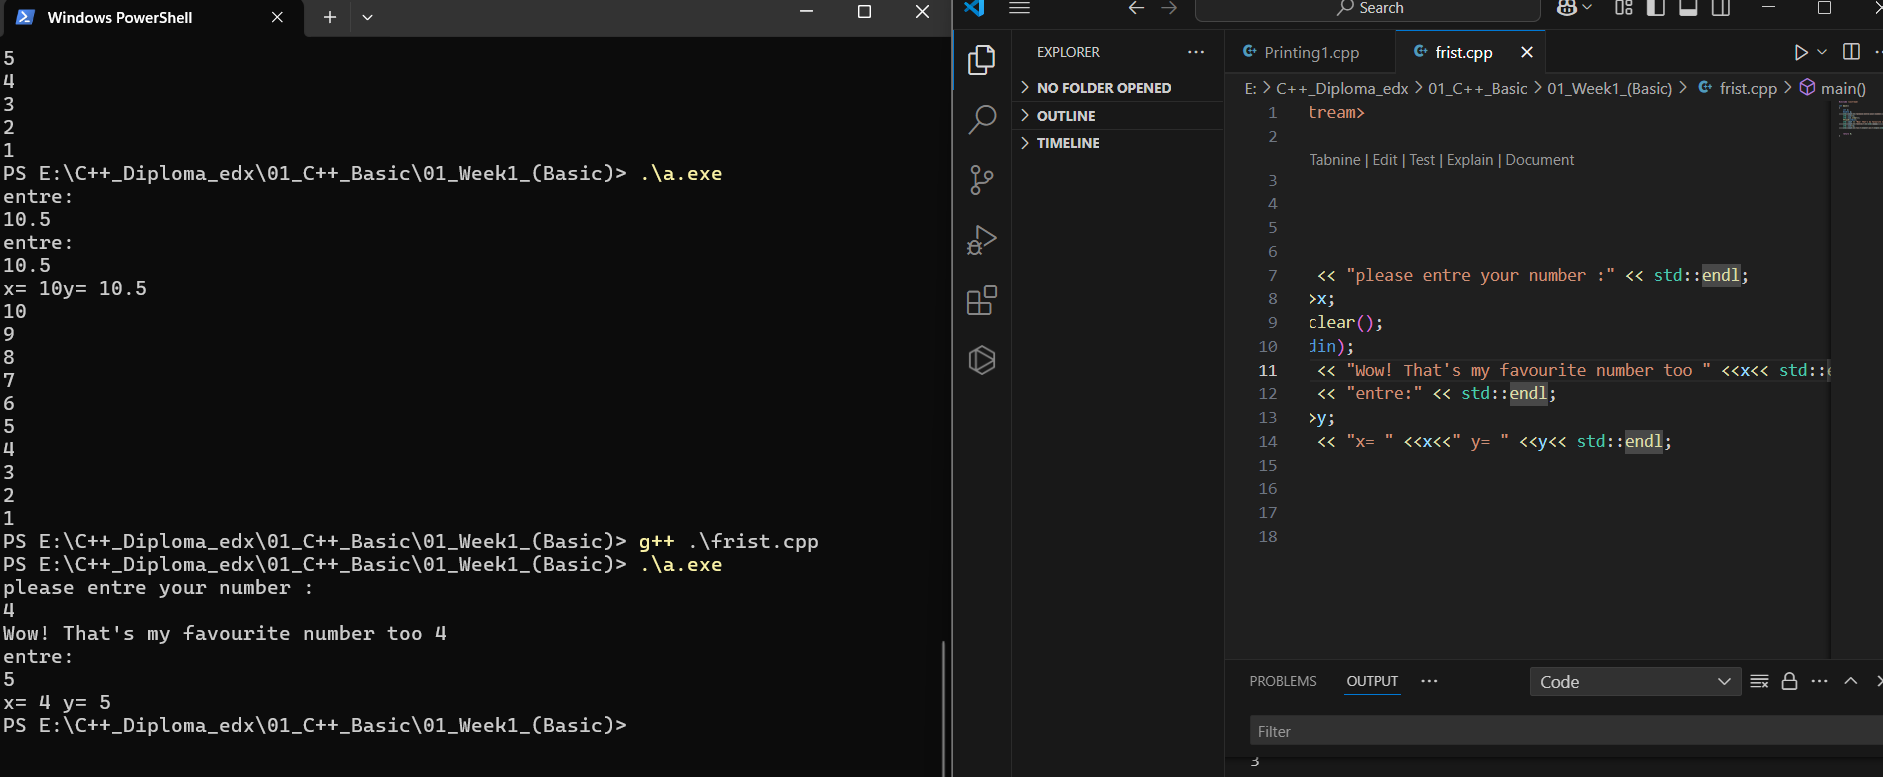 Windows PowerShell
5
4
3
2
1
PS E:\C++_Diploma_edx\01_C++_Basic\01_Week1_(Basic)> .\a.exe
entre:
10.5
entre:
10.5
x= 10y= 10.5
10
9
8
7
6
5
4
3
2
1
PS E:\C++_Diploma_edx\01_C++_Basic\01_Week1_(Basic)> g++ .\frist.cpp
PS E:\C++_Diploma_edx\01_C++_Basic\01_Week1_(Basic)> .\a.exe
please entre your number :
4
Wow! That's my favourite number too 4
entre:
5
x= 4 y= 5
PS E:\C++_Diploma_edx\01_C++_Basic\01_Week1_(Basic)>
Search
EXPLORER
NO FOLDER OPENED
OUTLINE
TIMELINE
Printing1.cpp
frist.cpp
E: > C++_Diploma_edx > 01_C++_Basic > 01_Week1_(Basic) > frist.cpp > main()
1 tream>
2
Tabnine | Edit | Test | Explain | Document
3
4
5
6
7 << "please entre your number :" << std::endl;
8 >x;
9 clear();
10 din);
11 << "Wow! That's my favourite number too " <<x<< std::
12 << "entre:" << std::endl;
13 >y;
14 << "x= " <<x<<" y= " <<y<< std::endl;
15
16
17
18
PROBLEMS
OUTPUT
Code
Filter
3